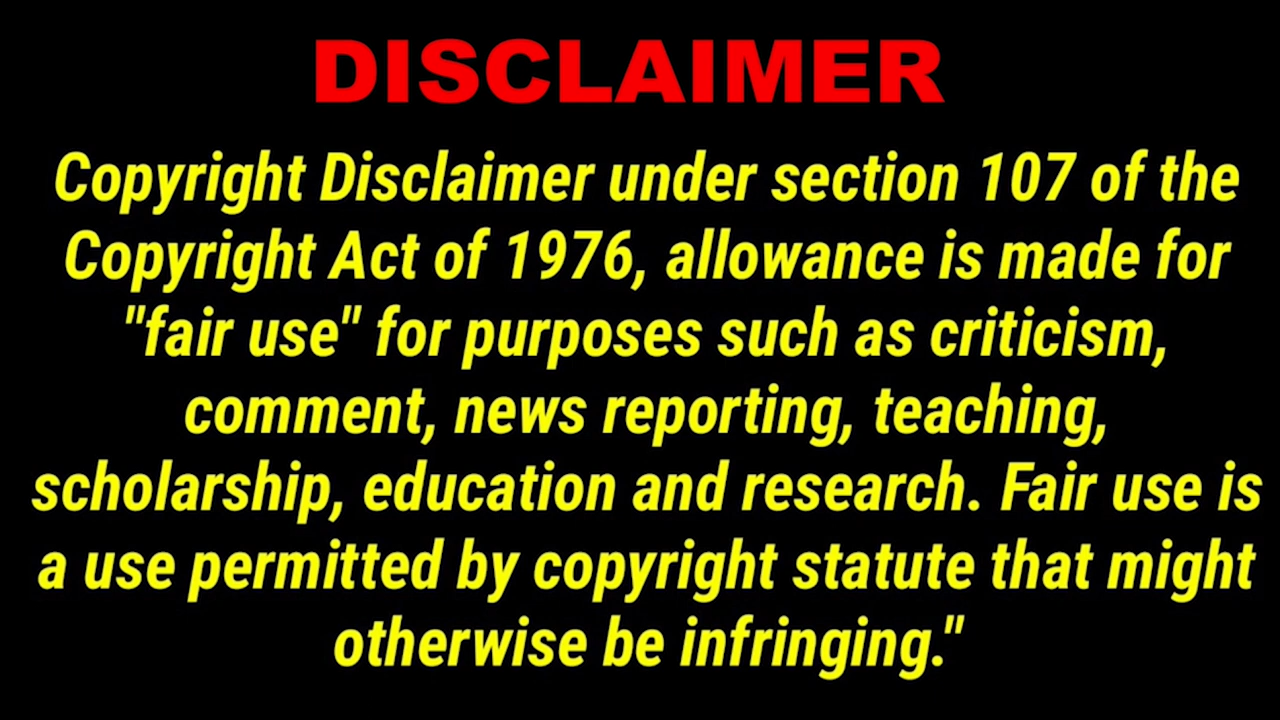 DISCLAIMER
Copyright Disclaimer under section 107 of the
Copyright Act of 1976, allowance is made for
"fair use" for purposes such as criticism,
comment, news reporting, teaching,
scholarship, education and research. Fair use is
a use permitted by copyright statute that might
otherwise be infringing."